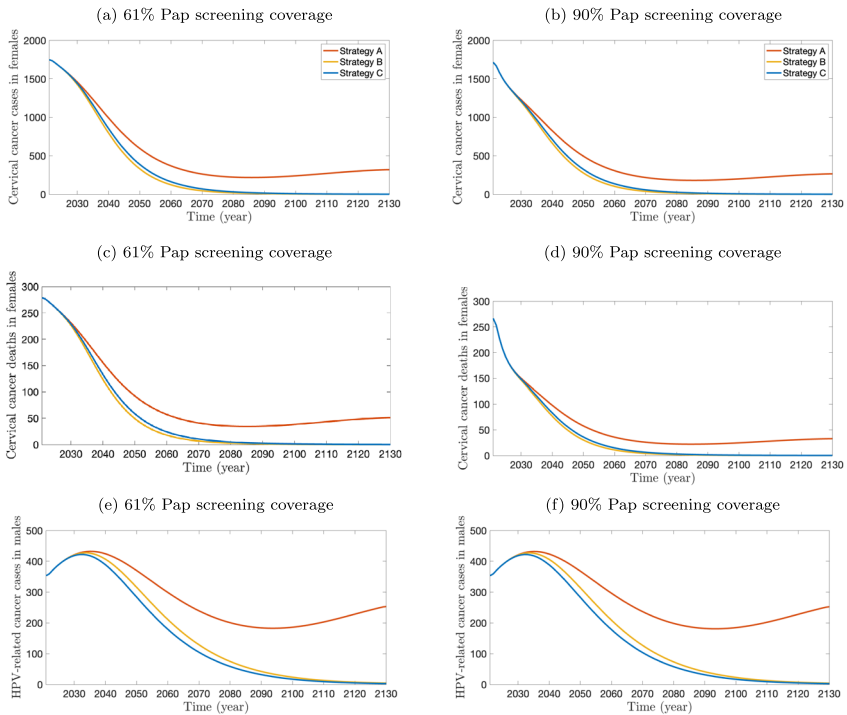 (a) 61% Pap screening coverage
Cervical cancer cases in females
2000
1500
1000
500
0
Strategy A
Strategy B
Strategy C
2030 2040 2050 2060 2070 2080 2090 2100 2110 2120 2130
Time (year)
(b) 90% Pap screening coverage
Cervical cancer cases in females
2000
1500
1000
500
0
Strategy A
Strategy B
Strategy C
2030 2040 2050 2060 2070 2080 2090 2100 2110 2120 2130
Time (year)
(c) 61% Pap screening coverage
Cervical cancer deaths in females
300
250
200
150
100
50
0
2030 2040 2050 2060 2070 2080 2090 2100 2110 2120 2130
Time (year)
(d) 90% Pap screening coverage
Cervical cancer deaths in females
300
250
200
150
100
50
0
2030 2040 2050 2060 2070 2080 2090 2100 2110 2120 2130
Time (year)
(e) 61% Pap screening coverage
HPV-related cancer cases in males
500
400
300
200
100
0
2030 2040 2050 2060 2070 2080 2090 2100 2110 2120 2130
Time (year)
(f) 90% Pap screening coverage
HPV-related cancer cases in males
500
400
300
200
100
0
2030 2040 2050 2060 2070 2080 2090 2100 2110 2120 2130
Time (year)